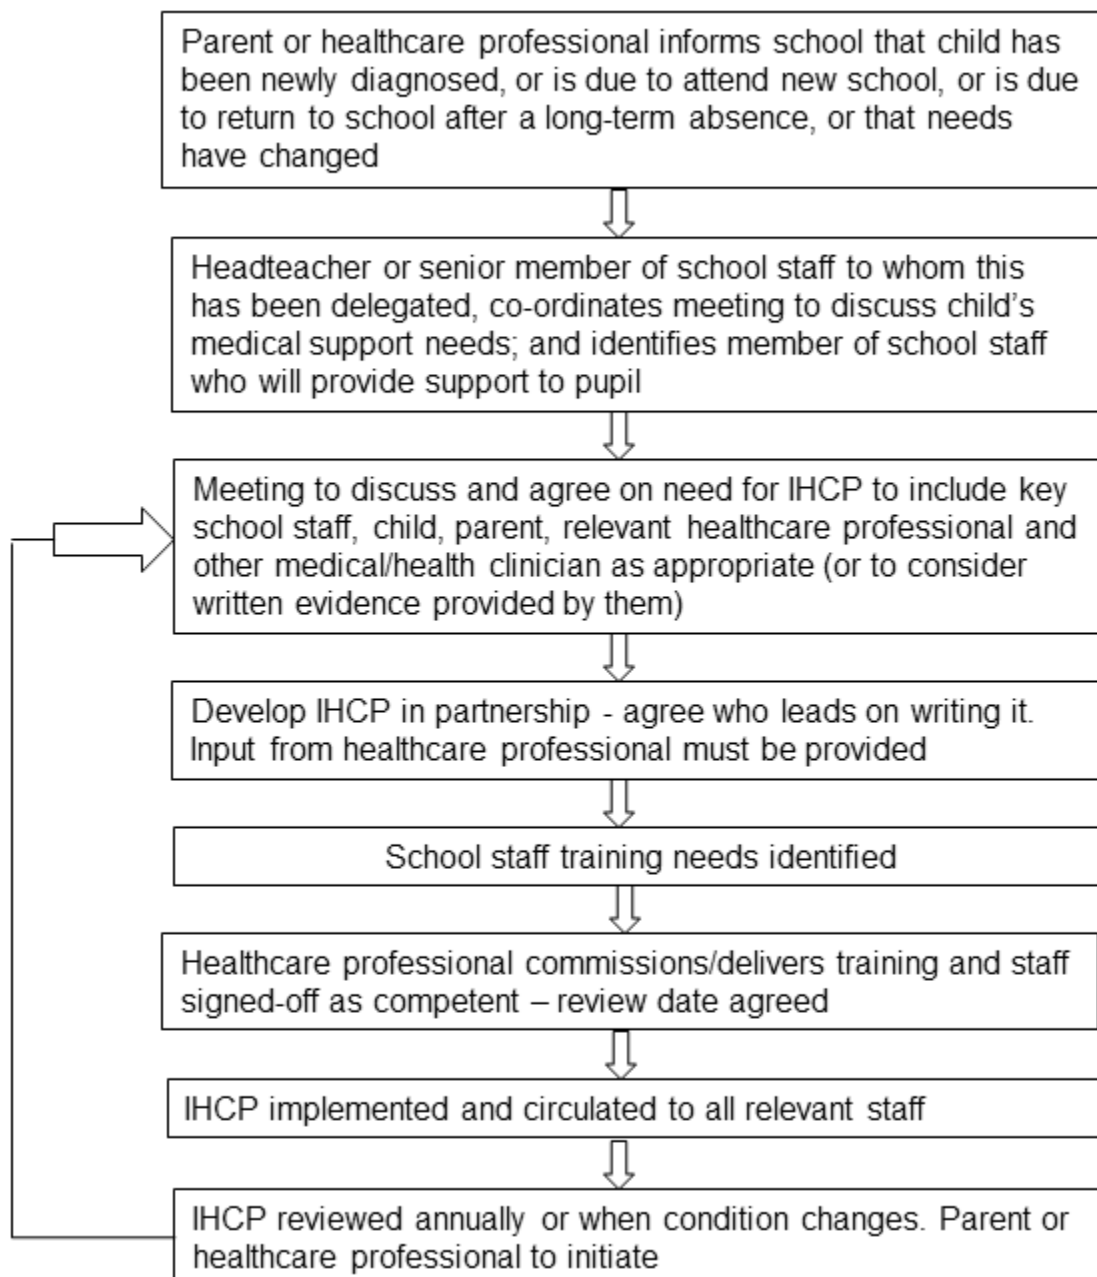 Parent or healthcare professional informs school that child has
been newly diagnosed, or is due to attend new school, or is due
to return to school after a long-term absence, or that needs
have changed
Headteacher or senior member of school staff to whom this
has been delegated, co-ordinates meeting to discuss child's
medical support needs; and identifies member of school staff
who will provide support to pupil
Meeting to discuss and agree on need for IHCP to include key
school staff, child, parent, relevant healthcare professional and
other medical/health clinician as appropriate (or to consider
written evidence provided by them)
Develop IHCP in partnership - agree who leads on writing it.
Input from healthcare professional must be provided
School staff training needs identified
Healthcare professional commissions/delivers training and staff
signed-off as competent – review date agreed
IHCP implemented and circulated to all relevant staff
IHCP reviewed annually or when condition changes. Parent or
healthcare professional to initiate